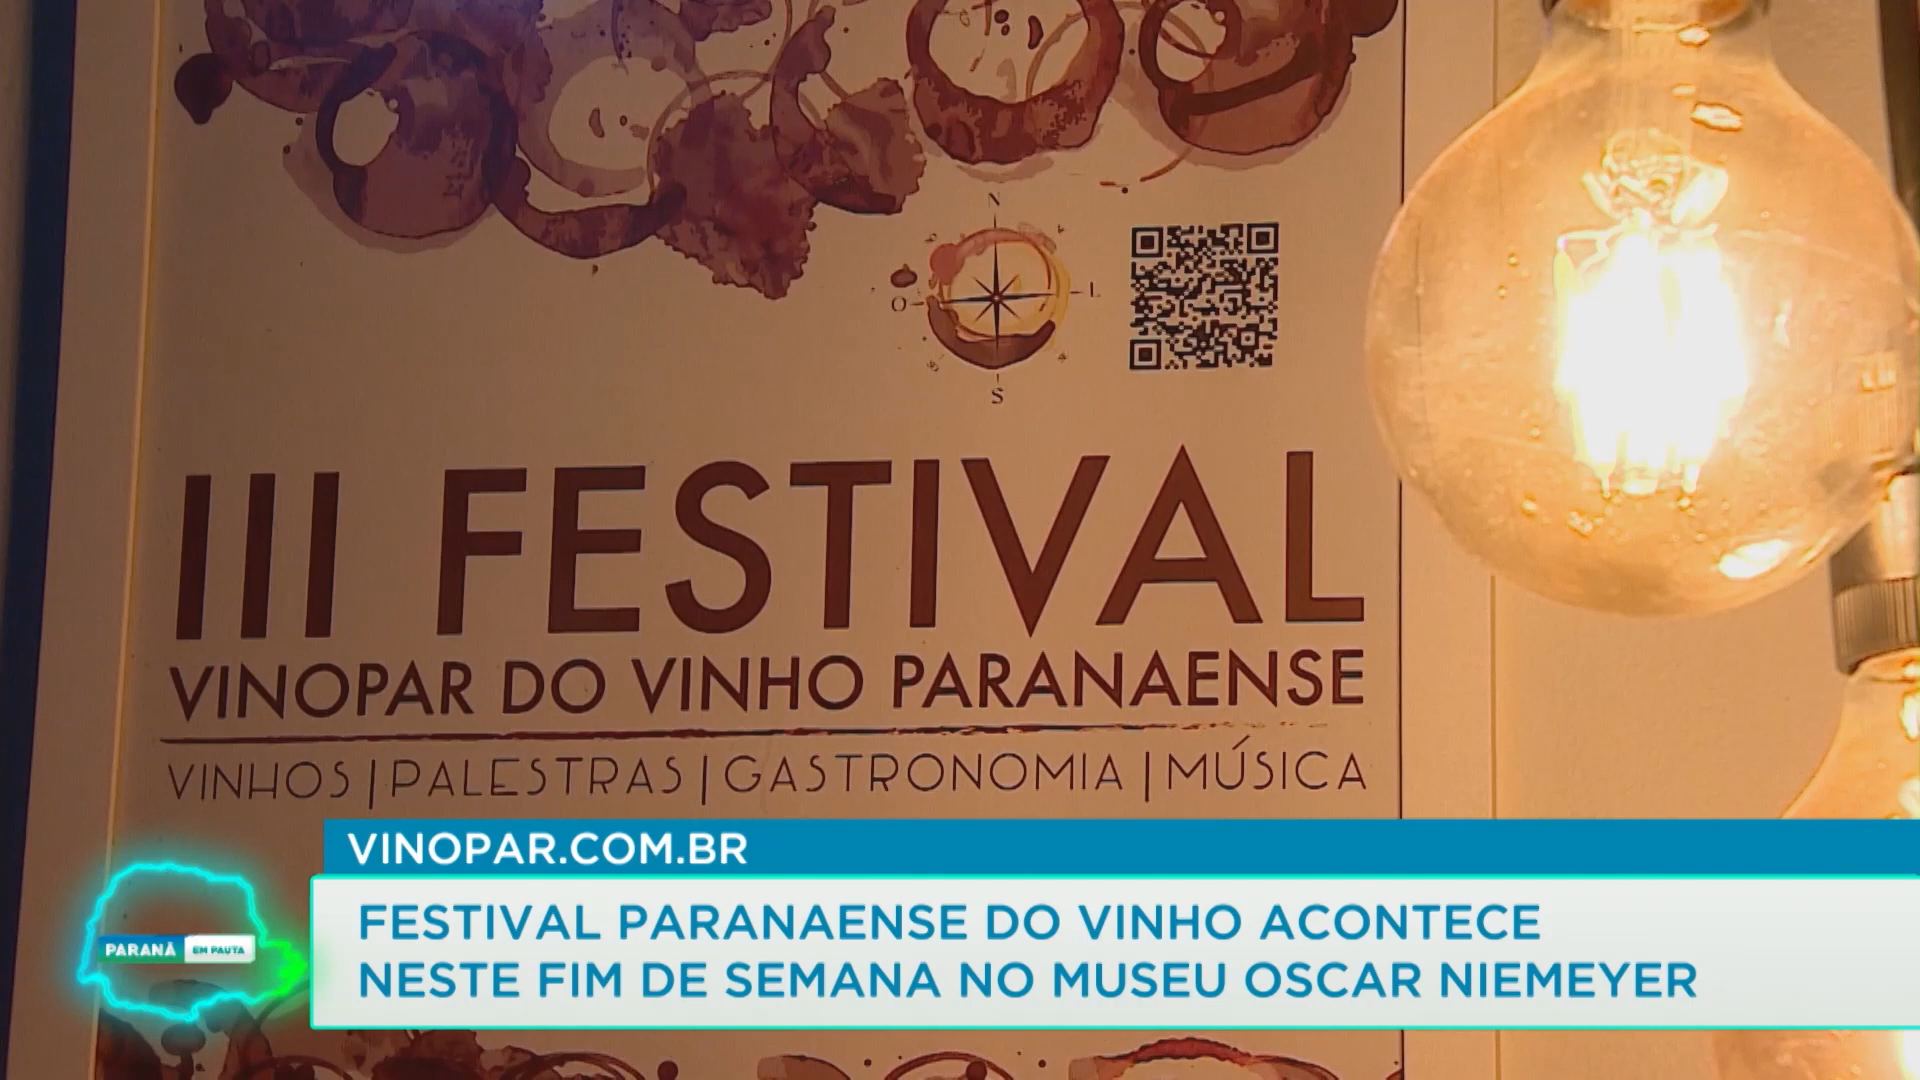 N
O
L
S
III FESTIVAL
VINOPAR DO VINHO PARANAENSE
VINHOS | PALESTRAS | GASTRONOMIA | MÚSICA
VINOPAR.COM.BR
FESTIVAL PARANAENSE DO VINHO ACONTECE
NESTE FIM DE SEMANA NO MUSEU OSCAR NIEMEYER
PARANÁ EM PAUTA